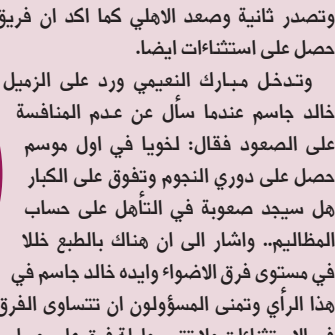 وتصدر ثانية وصعد الاهلي كما اكد ان فريق
حصل على استثناءات ايضا.
وتدخل مبارك النعيمي ورد على الزميل
خالد جاسم عندما سأل عن عدم المنافسة
على الصعود فقال: لخويا في اول موسم
حصل على دوري النجوم وتفوق على الكبار
هل سيجد صعوبة في التأهل على حساب
المظاليم.. واشار الى ان هناك بالطبع خللا
في مستوى فرق الاضواء وايده خالد جاسم في
هذا الرأي وتمنى المسؤولون ان تتساوى الفرق